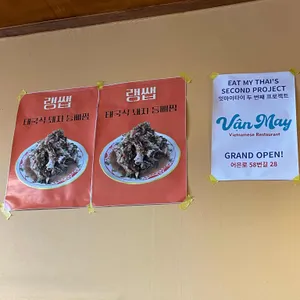 랭쌥
태국식 돼지 등뼈찜
랭쌥
태국식 돼지 등뼈찜
EAT MY THAI'S
SECOND PROJECT
잇마이타이 두 번째 프로젝트
Vân May
Vietnamese Restaurant
GRAND OPEN!
어은로 58번길 28